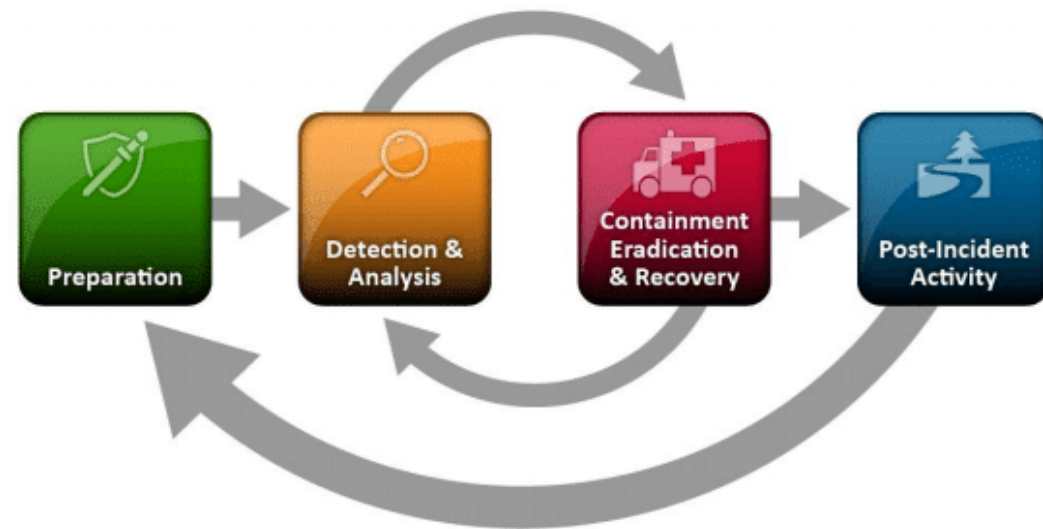 Preparation
Detection &
Analysis
Containment
Eradication
& Recovery
Post-Incident
Activity